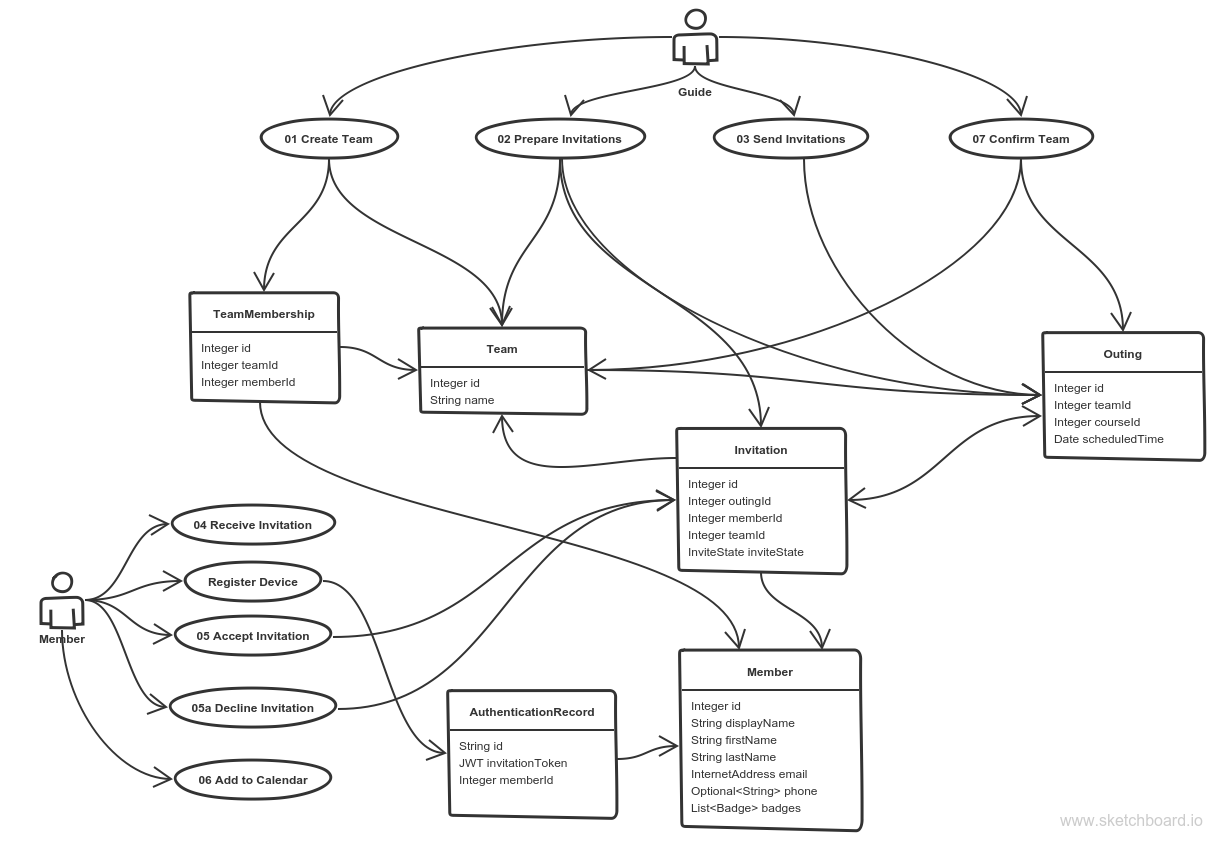 Guide
01 Create Team
02 Prepare Invitations
03 Send Invitations
07 Confirm Team
TeamMembership
Integer id
Integer teamId
Integer memberId
Team
Integer id
String name
Outing
Integer id
Integer teamId
Integer courseId
Date scheduledTime
Invitation
Integer id
Integer outingId
Integer memberId
Integer teamId
InviteState inviteState
04 Receive Invitation
Register Device
05 Accept Invitation
Member
05a Decline Invitation
06 Add to Calendar
AuthenticationRecord
String id
JWT invitationToken
Integer memberId
Member
Integer id
String displayName
String firstName
String lastName
InternetAddress email
Optional<String> phone
List<Badge> badges
www.sketchboard.io